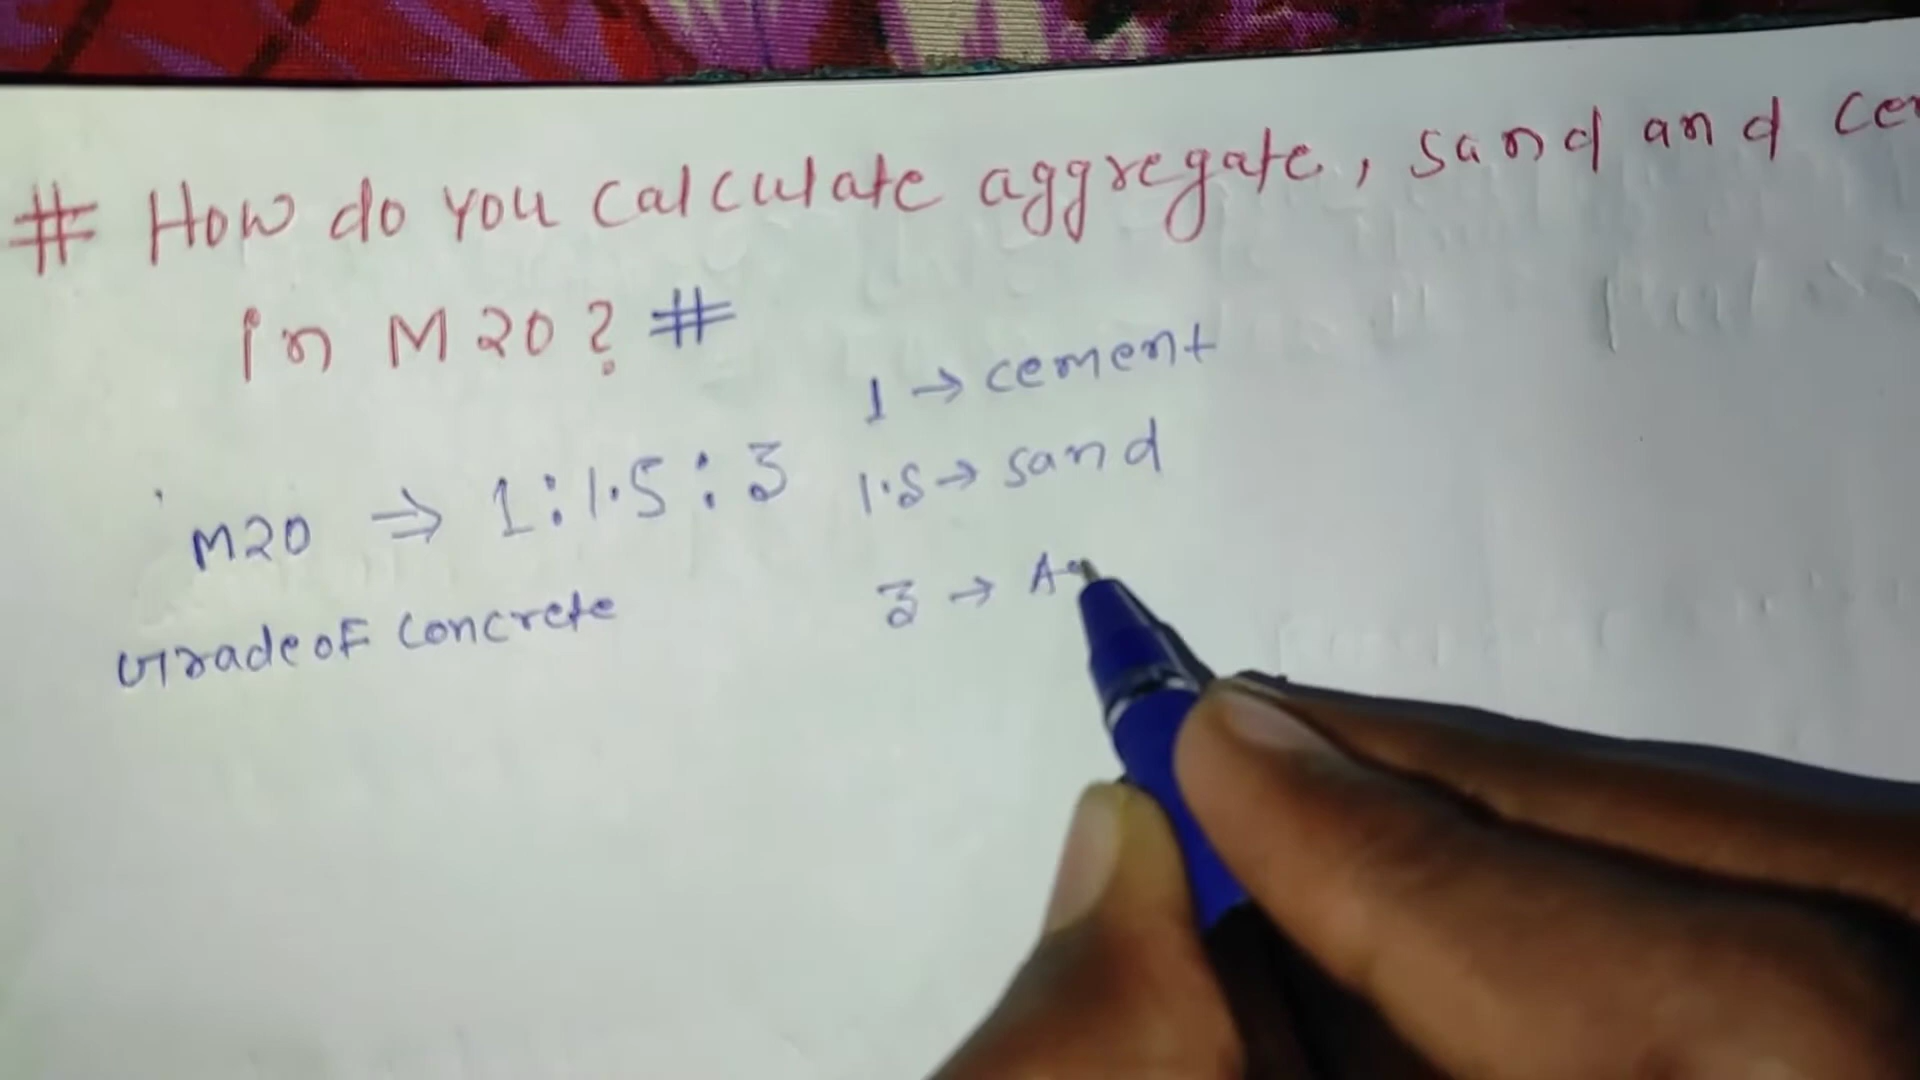 # How do you calculate aggregate, sand and ce
in M20? #
1 → cement
M20 ⇒ 1:1.5:3
1.5 → sand
Grade of concrete
3 → A